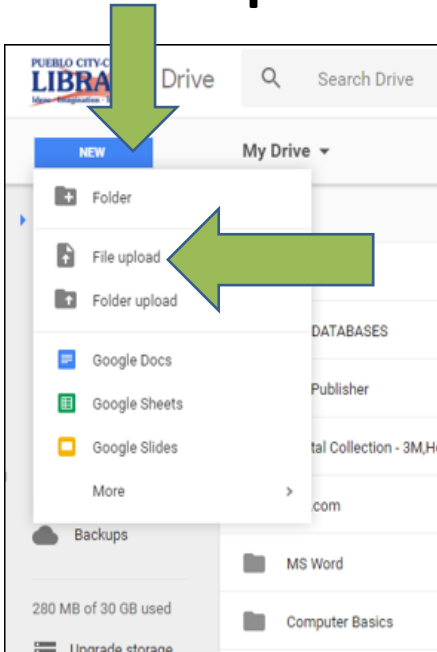 PUEBLO CITY-C
LIBRA
Drive
Search Drive
NEW
My Drive
Folder
File upload
Folder upload
DATABASES
Google Docs
Publisher
Google Sheets
Google Slides
tal Collection - 3M,H
More
.com
Backups
MS Word
280 MB of 30 GB used
Computer Basics
Upgrade storage